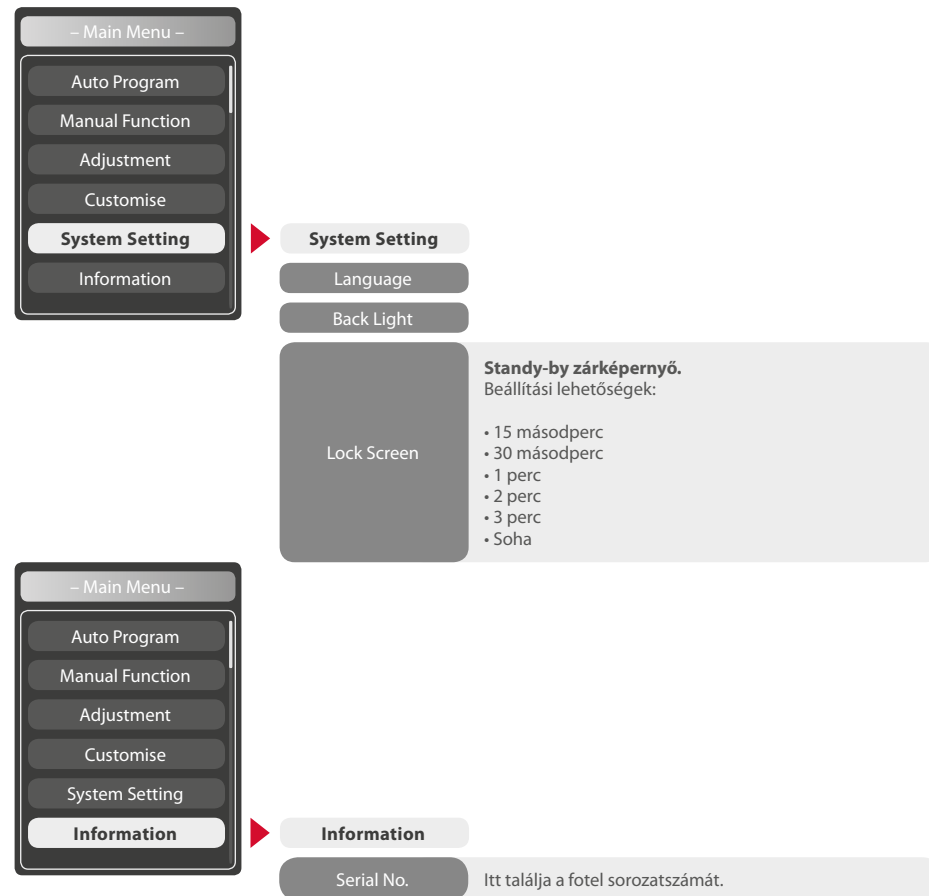 – Main Menu –
Auto Program
Manual Function
Adjustment
Customise
System Setting
Information
System Setting
Language
Back Light
Lock Screen
Standy-by zárképernyő.
Beállítási lehetőségek:
• 15 másodperc
• 30 másodperc
• 1 perc
• 2 perc
• 3 perc
• Soha
– Main Menu –
Auto Program
Manual Function
Adjustment
Customise
System Setting
Information
Information
Serial No.
Itt találja a fotel sorozatszámát.